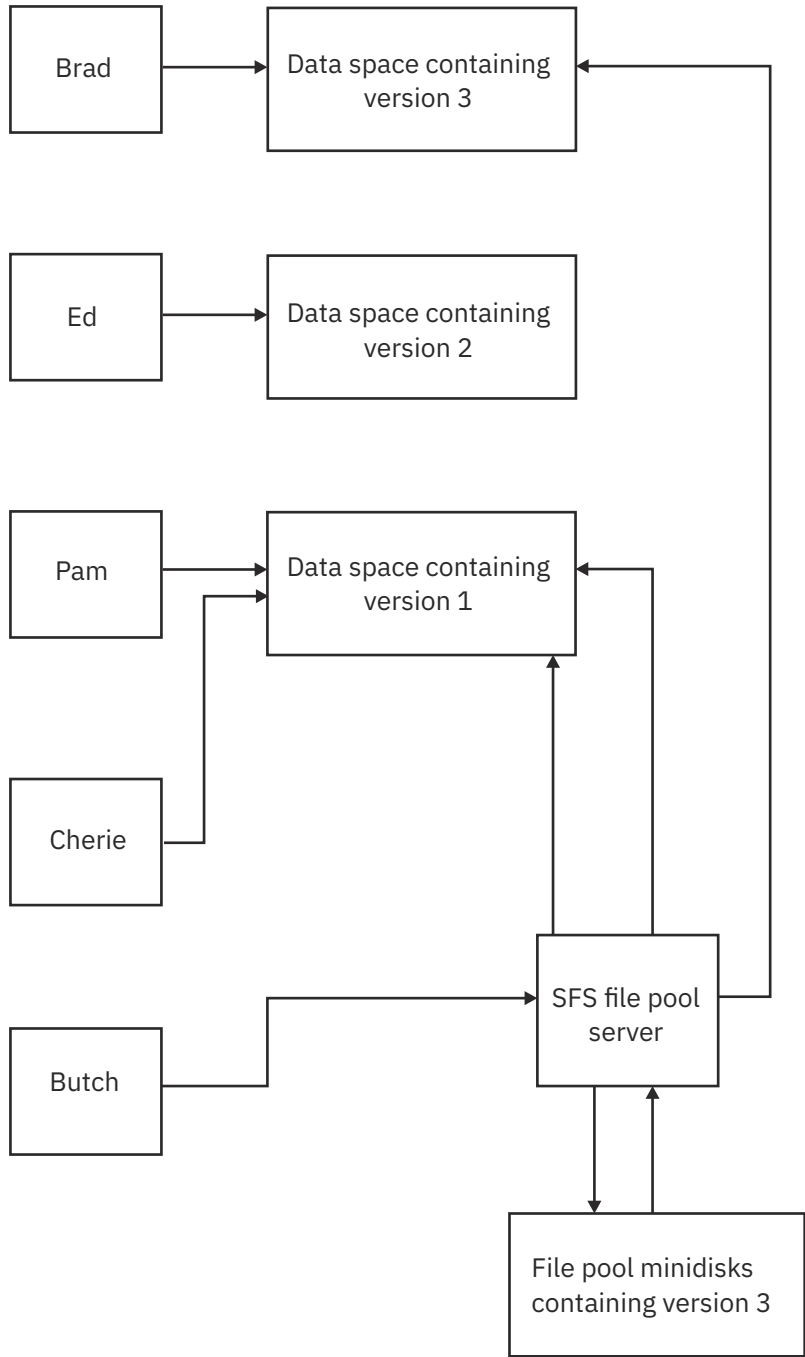 Brad
Data space containing
version 3
Ed
Data space containing
version 2
Pam
Data space containing
version 1
Cherie
SFS file pool
server
Butch
File pool minidisks
containing version 3